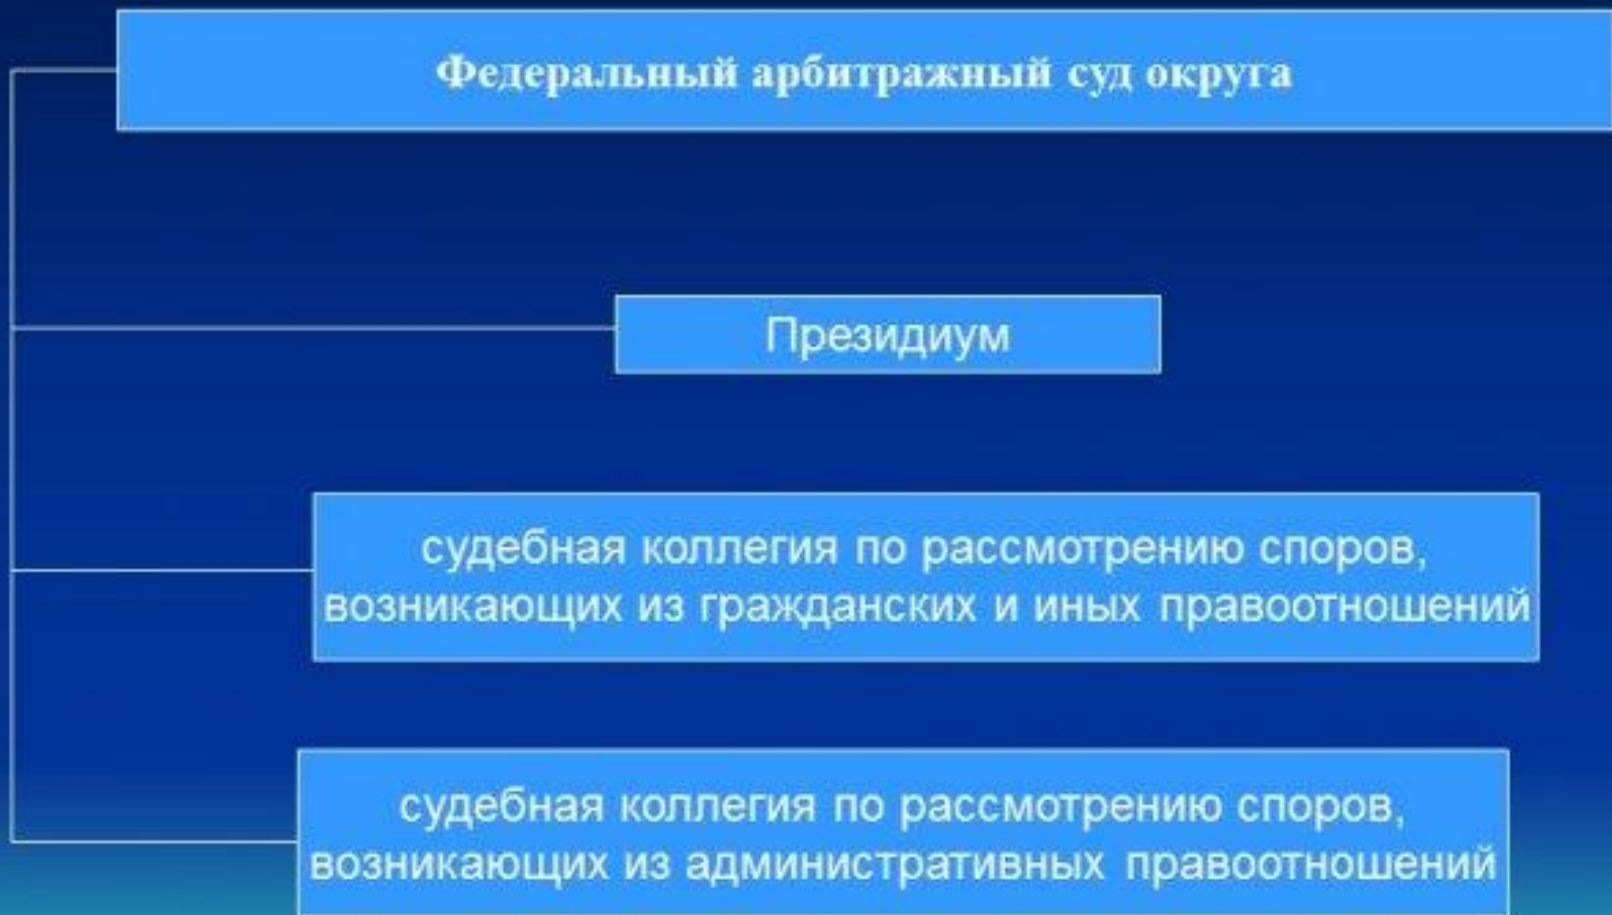 Федеральный арбитражный суд округа
Президиум
судебная коллегия по рассмотрению споров,
возникающих из гражданских и иных правоотношений
судебная коллегия по рассмотрению споров,
возникающих из административных правоотношений